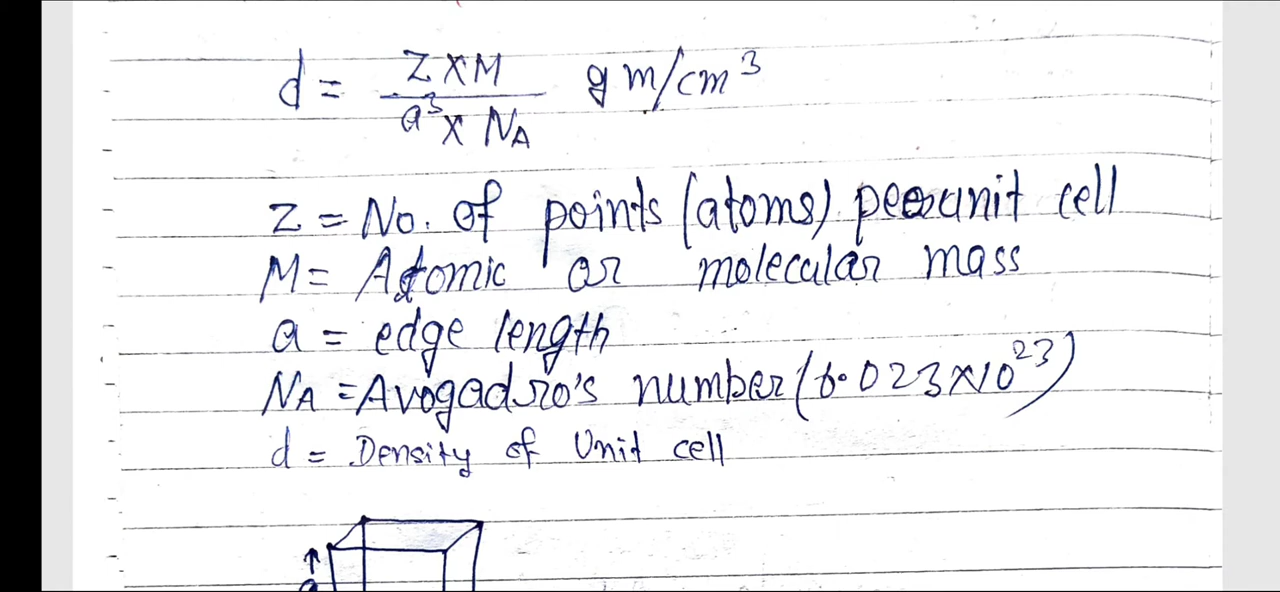 d = Z X M / a³ X NA gm/cm³
Z = No. of points (atoms) per unit cell
M = Atomic or molecular mass
a = edge length
NA = Avogadro's number (6.023 X 10²³)
d = Density of Unit cell
a